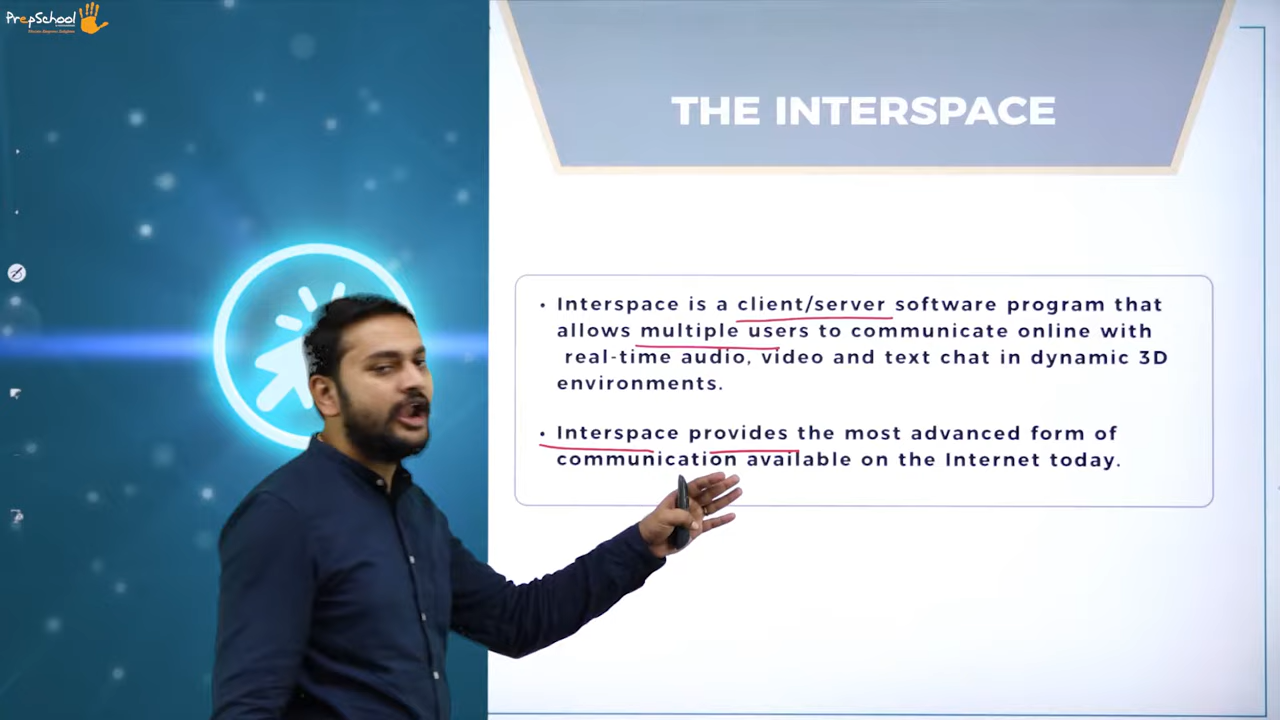 PrepSchool
THE INTERSPACE
• Interspace is a client/server software program that
allows multiple users to communicate online with
real-time audio, video and text chat in dynamic 3D
environments.
• Interspace provides the most advanced form of
communication available on the Internet today.